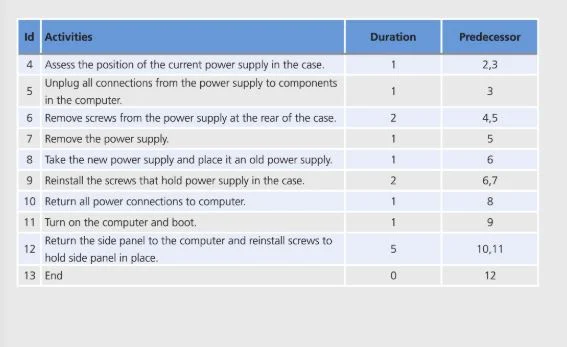 Id Activities Duration Predecessor
4 Assess the position of the current power supply in the case. 1 2,3
5 Unplug all connections from the power supply to components
in the computer. 1 3
6 Remove screws from the power supply at the rear of the case. 2 4,5
7 Remove the power supply. 1 5
8 Take the new power supply and place it an old power supply. 1 6
9 Reinstall the screws that hold power supply in the case. 2 6,7
10 Return all power connections to computer. 1 8
11 Turn on the computer and boot. 1 9
12 Return the side panel to the computer and reinstall screws to
hold side panel in place. 5 10,11
13 End 0 12